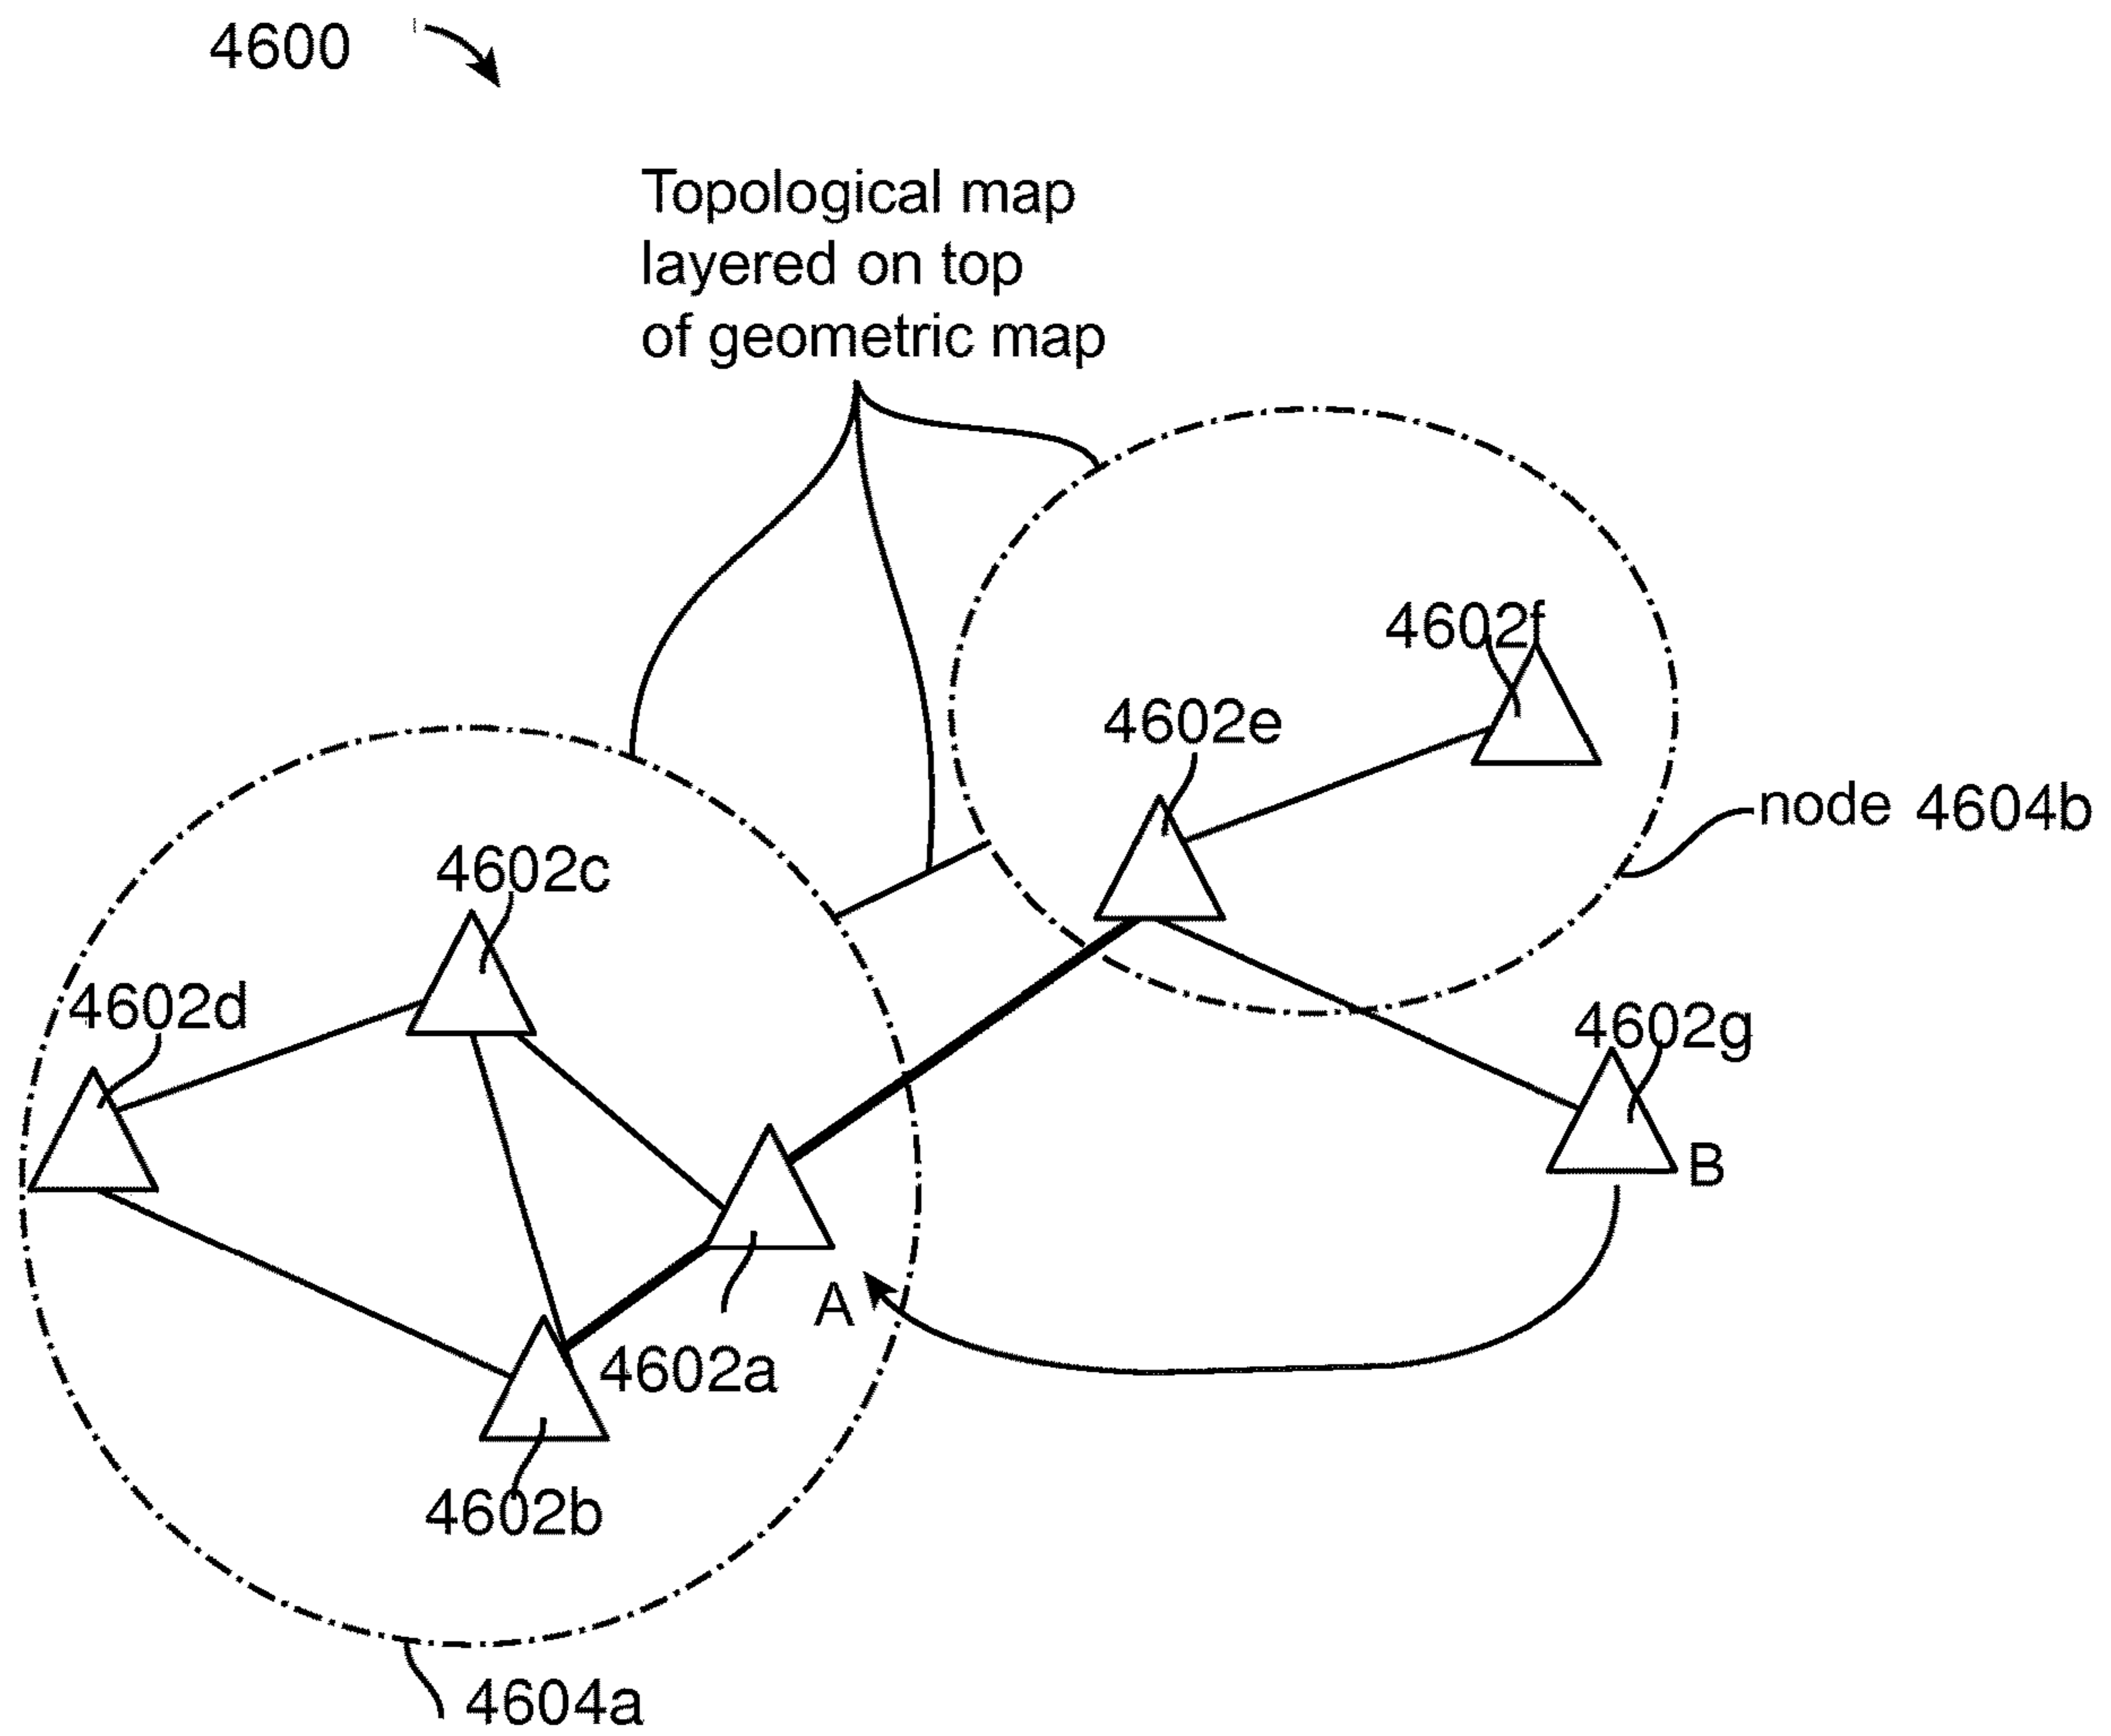 4600
Topological map
layered on top
of geometric map
4602f
4602e
node 4604b
4602c
4602d
4602g
B
A
4602a
4602b
4604a